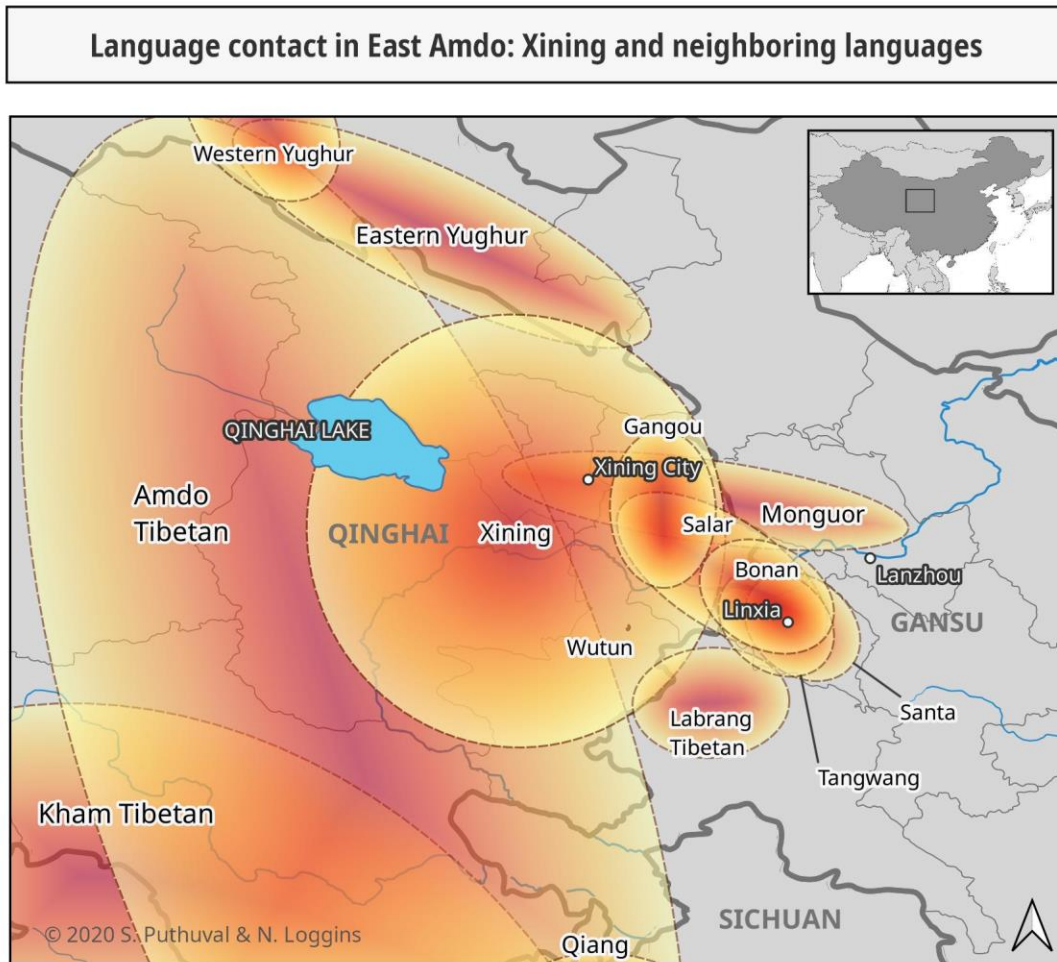 Language contact in East Amdo: Xining and neighboring languages
Western Yughur
Eastern Yughur
Gangou
QINGHAI LAKE
Xining City
Amdo
Tibetan
QINGHAI
Xining
Salar
Monguor
Bonan
Lanzhou
Linxia
GANSU
Wutun
Labrang
Tibetan
Santa
Tangwang
Kham Tibetan
SICHUAN
© 2020 S. Puthuval & N. Loggins
Qiang